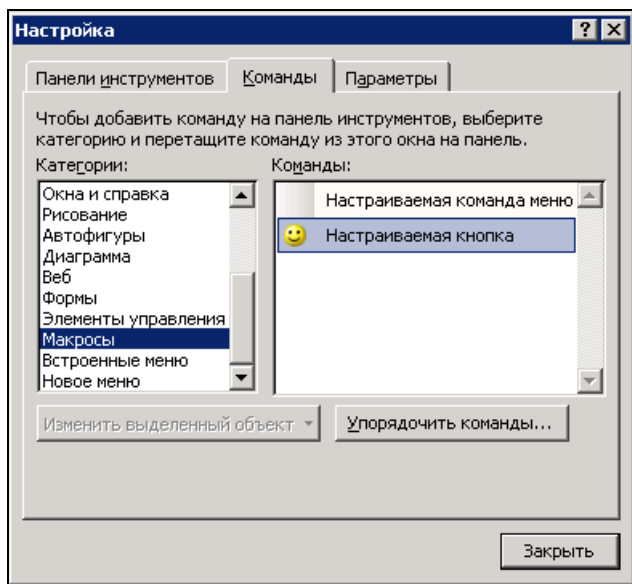 Настройка
Панели инструментов
Команды
Параметры
Чтобы добавить команду на панель инструментов, выберите
категорию и перетащите команду из этого окна на панель.
Категории:
Команды:
Окна и справка
Рисование
Автофигуры
Диаграмма
Веб
Формы
Элементы управления
Макросы
Встроенные меню
Новое меню
Настраиваемая команда меню
Настраиваемая кнопка
Изменить выделенный объект
Упорядочить команды...
Закрыть